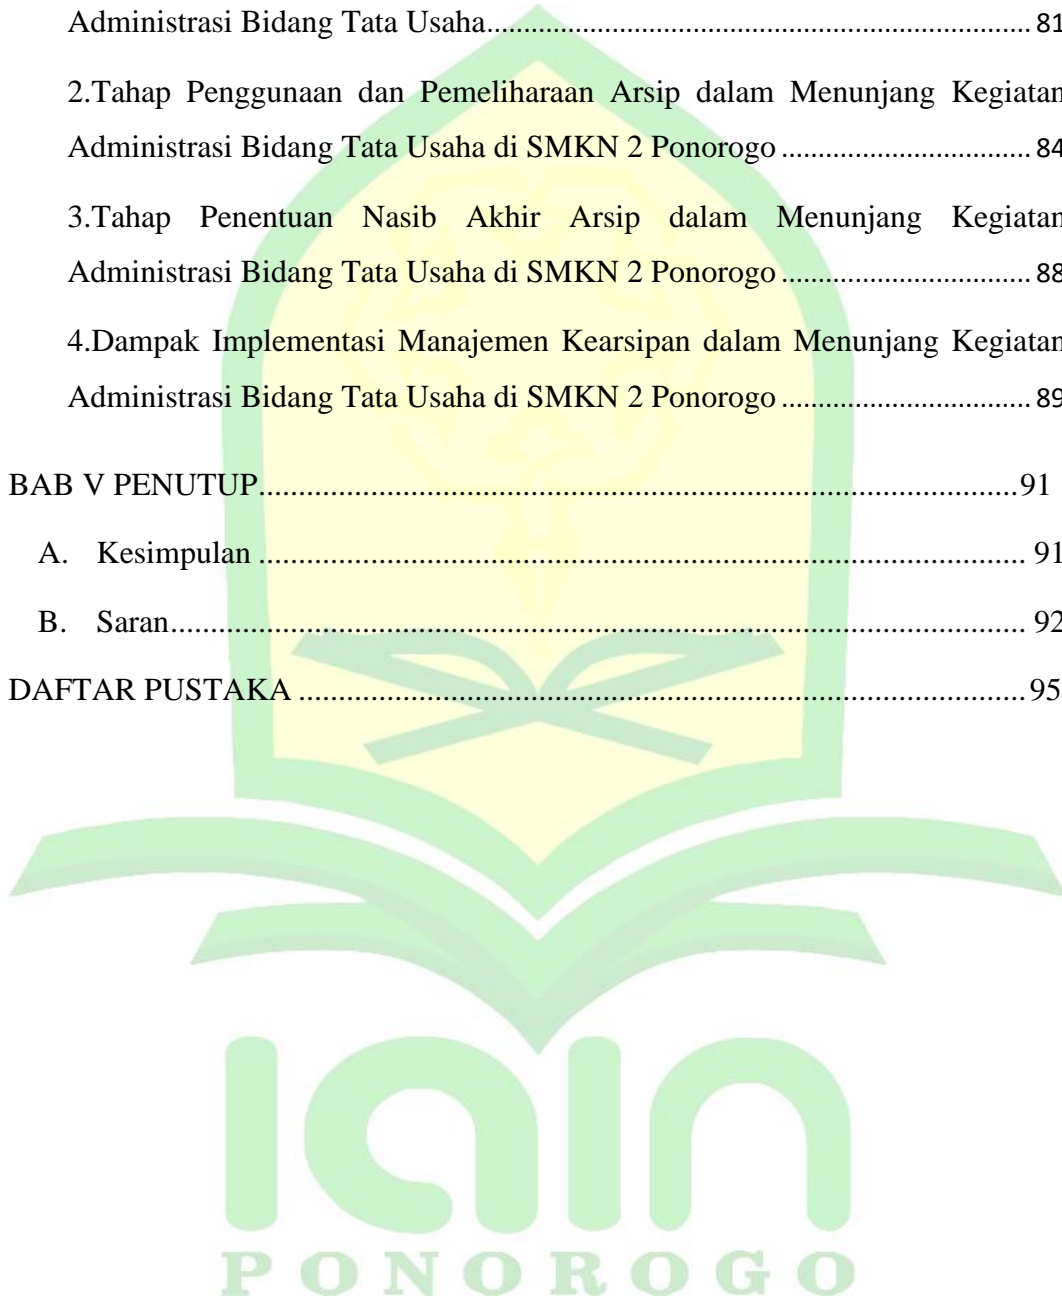 Administrasi Bidang Tata Usaha.................................................................................. 81
2.Tahap Penggunaan dan Pemeliharaan Arsip dalam Menunjang Kegiatan
Administrasi Bidang Tata Usaha di SMKN 2 Ponorogo ..................................... 84
3.Tahap Penentuan Nasib Akhir Arsip dalam Menunjang Kegiatan
Administrasi Bidang Tata Usaha di SMKN 2 Ponorogo ..................................... 88
4.Dampak Implementasi Manajemen Kearsipan dalam Menunjang Kegiatan
Administrasi Bidang Tata Usaha di SMKN 2 Ponorogo ..................................... 89
BAB V PENUTUP...............................................................................................91
A. Kesimpulan ................................................................................................ 91
B. Saran........................................................................................................... 92
DAFTAR PUSTAKA ...........................................................................................95
iain
PONOROGO